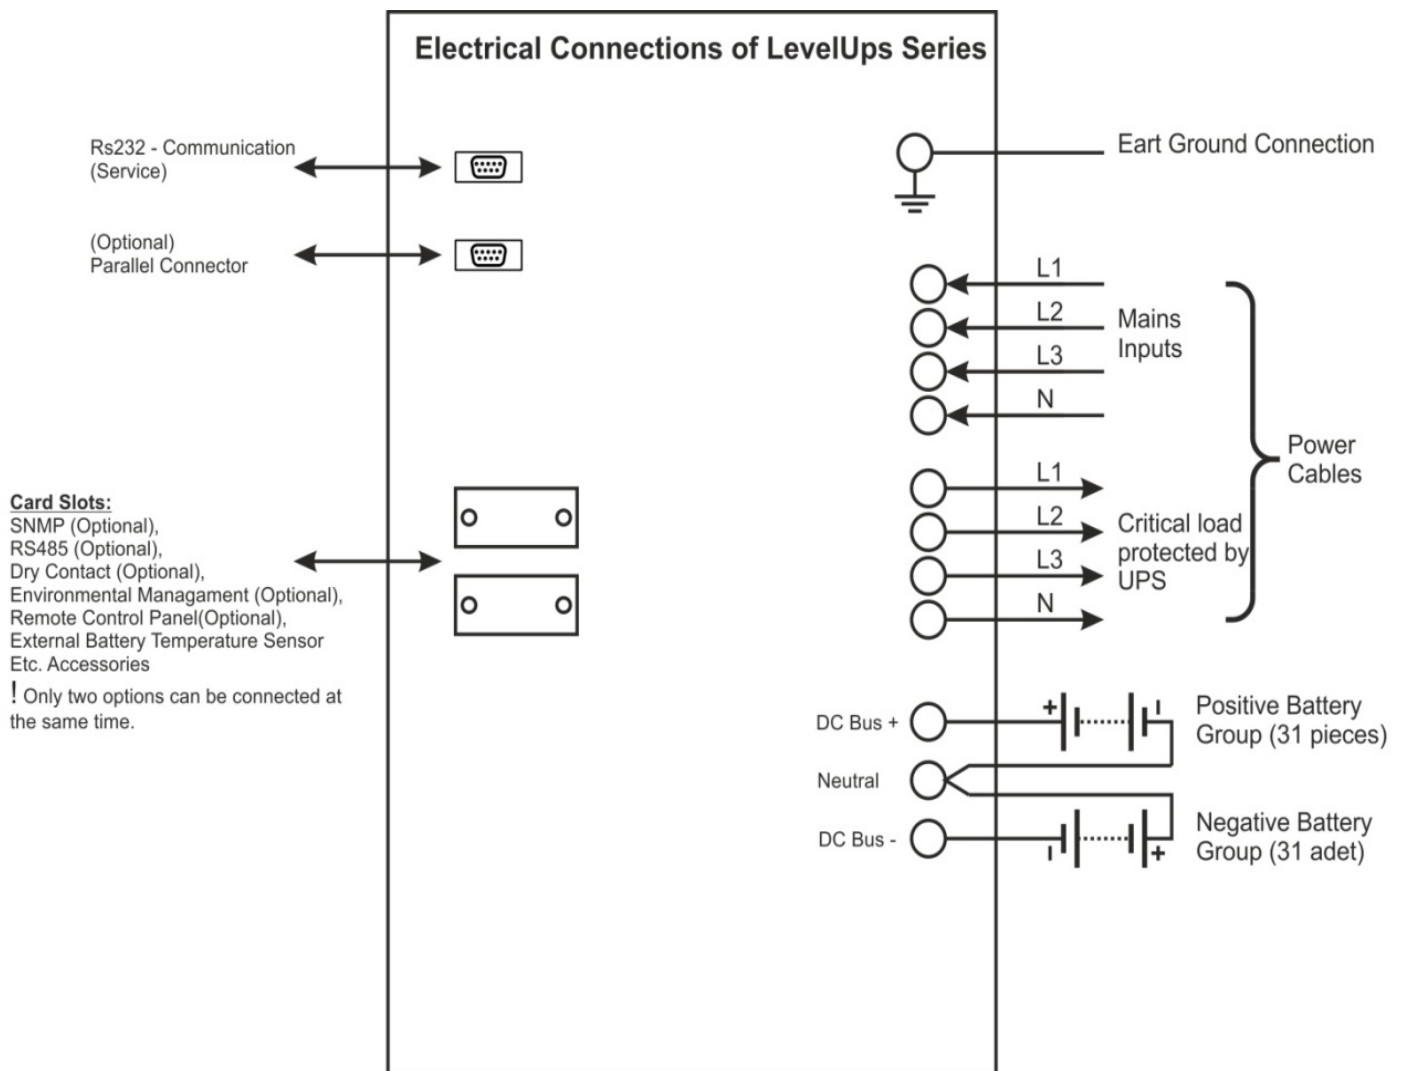 Electrical Connections of LevelUps Series
Rs232 - Communication
(Service)
(Optional)
Parallel Connector
Card Slots:
SNMP (Optional),
RS485 (Optional),
Dry Contact (Optional),
Environmental Managament (Optional),
Remote Control Panel(Optional),
External Battery Temperature Sensor
Etc. Accessories
! Only two options can be connected at
the same time.
Eart Ground Connection
L1
L2
L3
N
Mains
Inputs
L1
L2
L3
N
Critical load
protected by
UPS
Power
Cables
DC Bus +
Neutral
DC Bus -
+
-
Positive Battery
Group (31 pieces)
-
+
Negative Battery
Group (31 adet)